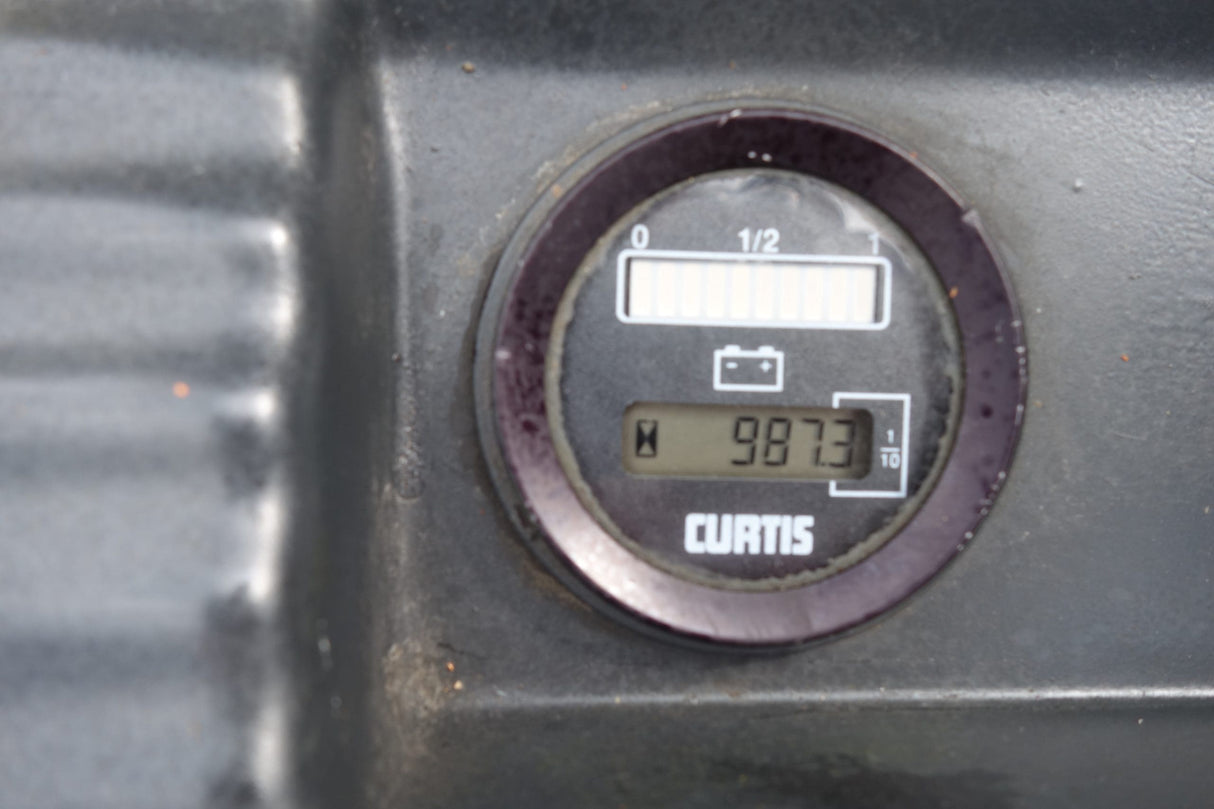 0 1/2 1
- +
987.3
1/10
CURTIS